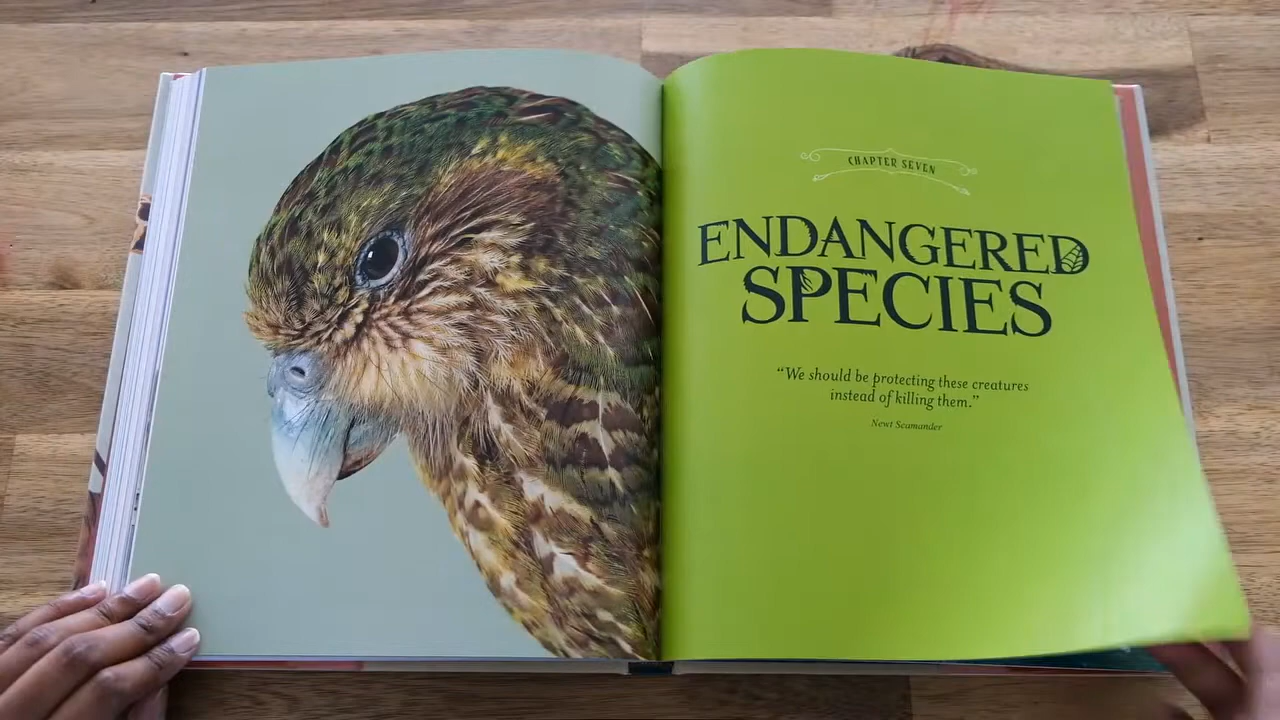 CHAPTER SEVEN
ENDANGERED
SPECIES
“We should be protecting these creatures
instead of killing them.”
Newt Scamander